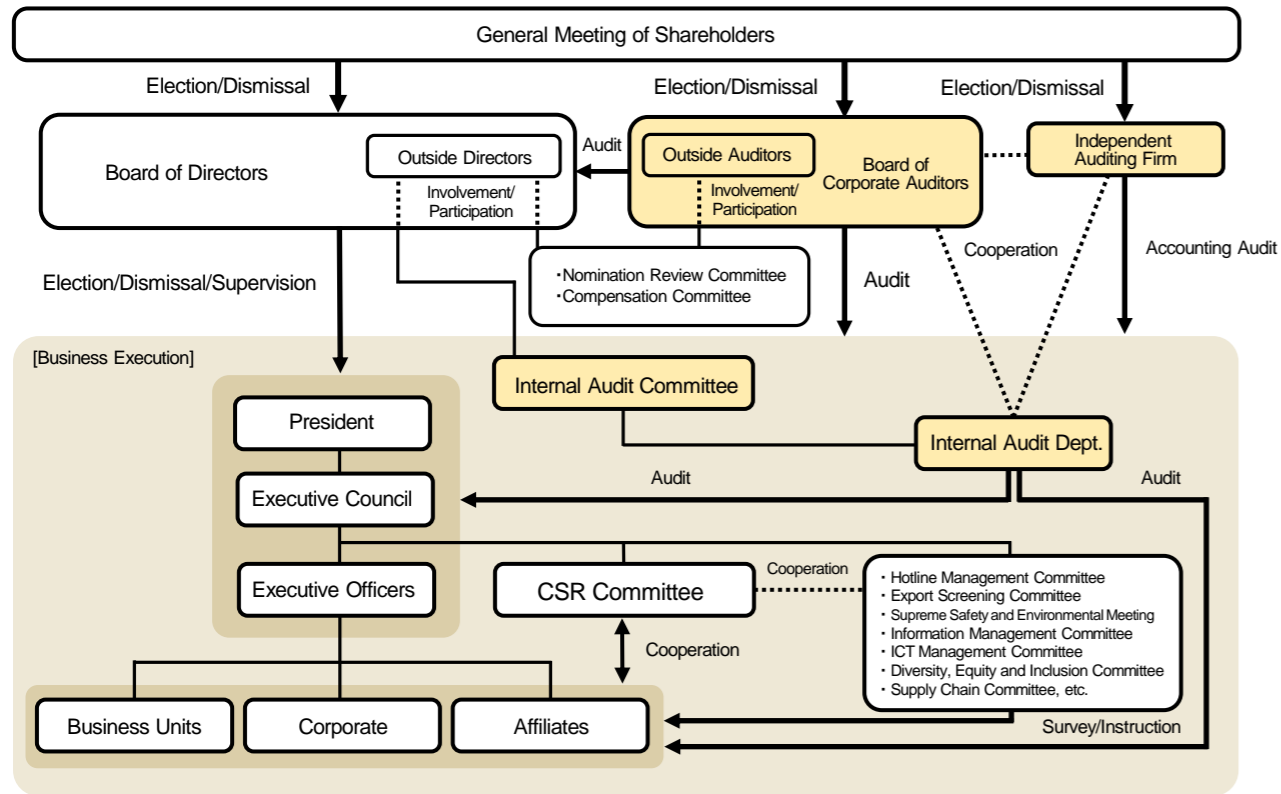 General Meeting of Shareholders
Election/Dismissal
Election/Dismissal
Election/Dismissal
Board of Directors
Outside Directors
Involvement/
Participation
Audit
Outside Auditors
Involvement/
Participation
Board of
Corporate Auditors
Independent
Auditing Firm
Election/Dismissal/Supervision
・Nomination Review Committee
・Compensation Committee
Audit
Cooperation
Accounting Audit
[Business Execution]
Internal Audit Committee
President
Internal Audit Dept.
Executive Council
Audit
Audit
Executive Officers
CSR Committee
Cooperation
・Hotline Management Committee
・Export Screening Committee
・Supreme Safety and Environmental Meeting
・Information Management Committee
・ICT Management Committee
・Diversity, Equity and Inclusion Committee
・Supply Chain Committee, etc.
Cooperation
Business Units
Corporate
Affiliates
Survey/Instruction